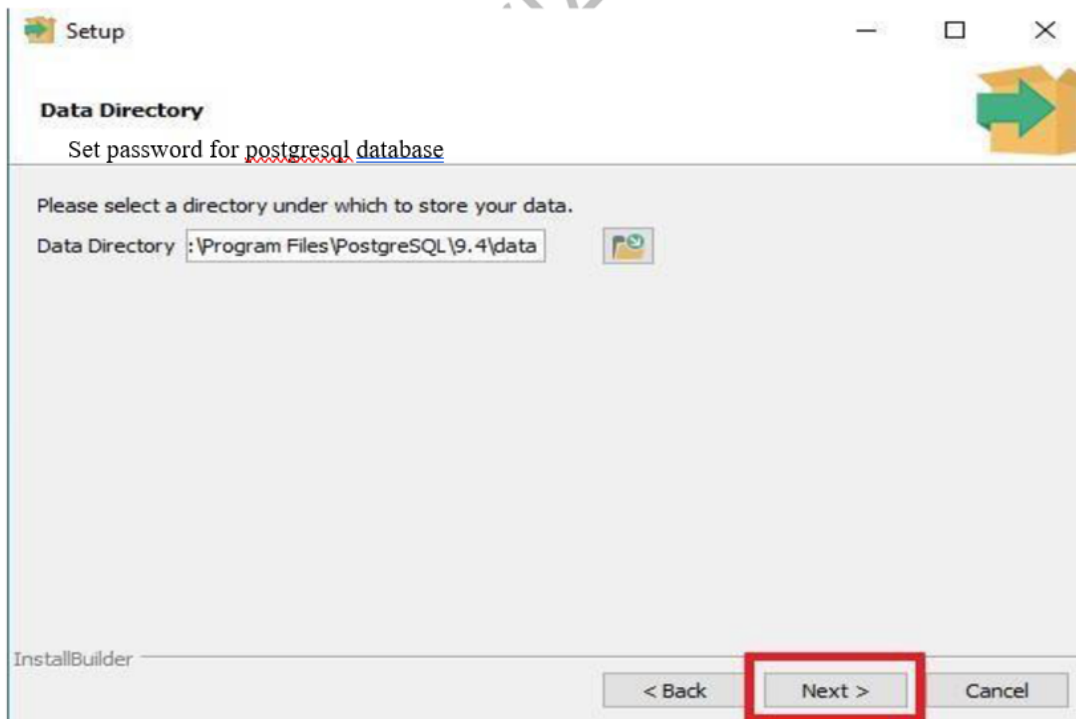 Setup
Data Directory
Set password for postgresql database
Please select a directory under which to store your data.
Data Directory :\Program Files\PostgreSQL\9.4\data
InstallBuilder
< Back Next > Cancel